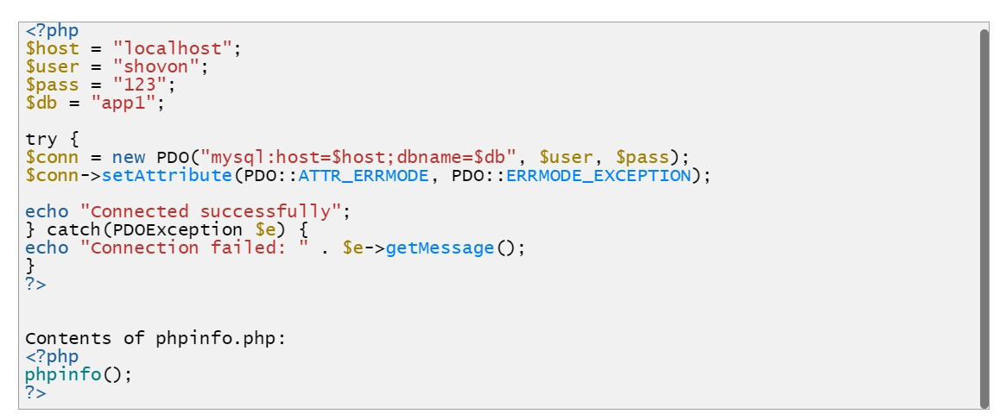 <?php
$host = "localhost";
$user = "shovon";
$pass = "123";
$db = "app1";

try {
$conn = new PDO("mysql:host=$host;dbname=$db", $user, $pass);
$conn->setAttribute(PDO::ATTR_ERRMODE, PDO::ERRMODE_EXCEPTION);

echo "Connected successfully";
} catch(PDOException $e) {
echo "Connection failed: " . $e->getMessage();
}
?>

Contents of phpinfo.php:
<?php
phpinfo();
?>